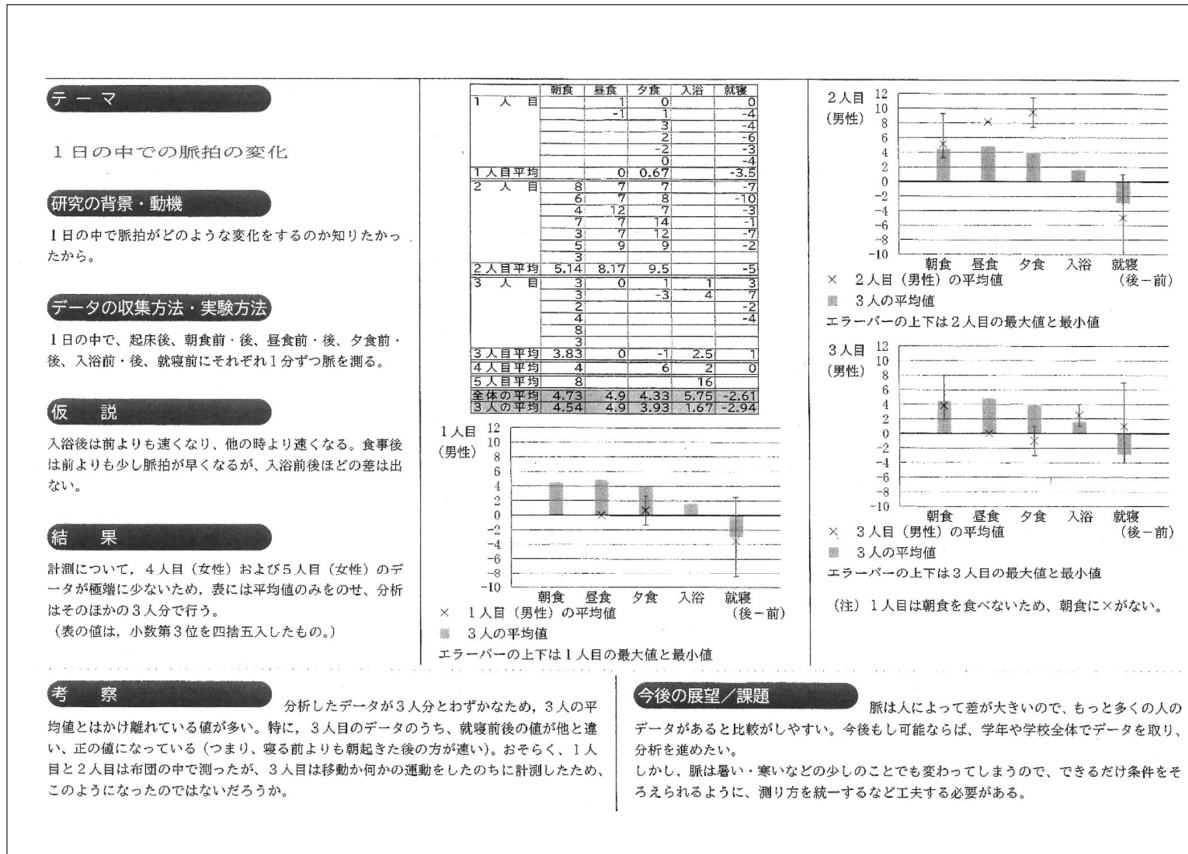 テーマ
1日の中での脈拍の変化
研究の背景・動機
1日の中で脈拍がどのような変化をするのか知りたかっ
たから。
データの収集方法・実験方法
1日の中で、起床後、朝食前・後、昼食前・後、夕食前・
後、入浴前・後、就寝前にそれぞれ1分ずつ脈を測る。
仮　説
入浴後は前よりも速くなり、他の時より速くなる。食事後
は前よりも少し脈拍が早くなるが、入浴前後ほどの差は出
ない。
結　果
計測について，4人目（女性）および5人目（女性）のデ
ータが極端に少ないため，表には平均値のみをのせ、分析
はそのほかの3人分で行う。
（表の値は，小数第3位を四捨五入したもの。）
朝食 昼食 夕食 入浴 就寝
1人目 1 0 0
-1 1 -4
3 -4
2 -6
-2 -3
0 -4
1人目平均 0 0.67 -3.5
2人目 8 7 7 -7
6 7 8 -10
4 12 7 -3
7 7 14 -1
3 7 12 -7
5 9 9 -2
3
2人目平均 5.14 8.17 9.5 -5
3人目 3 0 1 1 3
3 -3 4 7
2 -2
4 -4
8
3
3人目平均 3.83 0 -1 2.5 1
4人目平均 4 6 2 0
5人目平均 8 16
全体の平均 4.73 4.9 4.33 5.75 -2.61
3人の平均 4.54 4.9 3.93 1.67 -2.94
1人目
（男性）
12
10
8
6
4
2
0
-2
-4
-6
-8
-10
朝食 昼食 夕食 入浴 就寝
（後－前）
× 1人目（男性）の平均値
3人の平均値
エラーバーの上下は1人目の最大値と最小値
2人目
（男性）
12
10
8
6
4
2
0
-2
-4
-6
-8
-10
朝食 昼食 夕食 入浴 就寝
（後－前）
× 2人目（男性）の平均値
3人の平均値
エラーバーの上下は2人目の最大値と最小値
3人目
（男性）
12
10
8
6
4
2
0
-2
-4
-6
-8
-10
朝食 昼食 夕食 入浴 就寝
（後－前）
× 3人目（男性）の平均値
3人の平均値
エラーバーの上下は3人目の最大値と最小値
（注）1人目は朝食を食べないため、朝食に×がない。
考　察
分析したデータが3人分とわずかなため，3人の平
均値とはかけ離れている値が多い。特に，3人目のデータのうち、就寝前後の値が他と違
い、正の値になっている（つまり、寝る前よりも朝起きた後の方が速い）。おそらく、1人
目と2人目は布団の中で測ったが、3人目は移動か何かの運動をしたのちに計測したため、
このようになったのではないだろうか。
今後の展望／課題
脈は人によって差が大きいので、もっと多くの人の
データがあると比較がしやすい。今後もし可能ならば、学年や学校全体でデータを取り、
分析を進めたい。
しかし、脈は暑い・寒いなどの少しのことでも変わってしまうので、できるだけ条件をそ
ろえられるように、測り方を統一するなど工夫する必要がある。